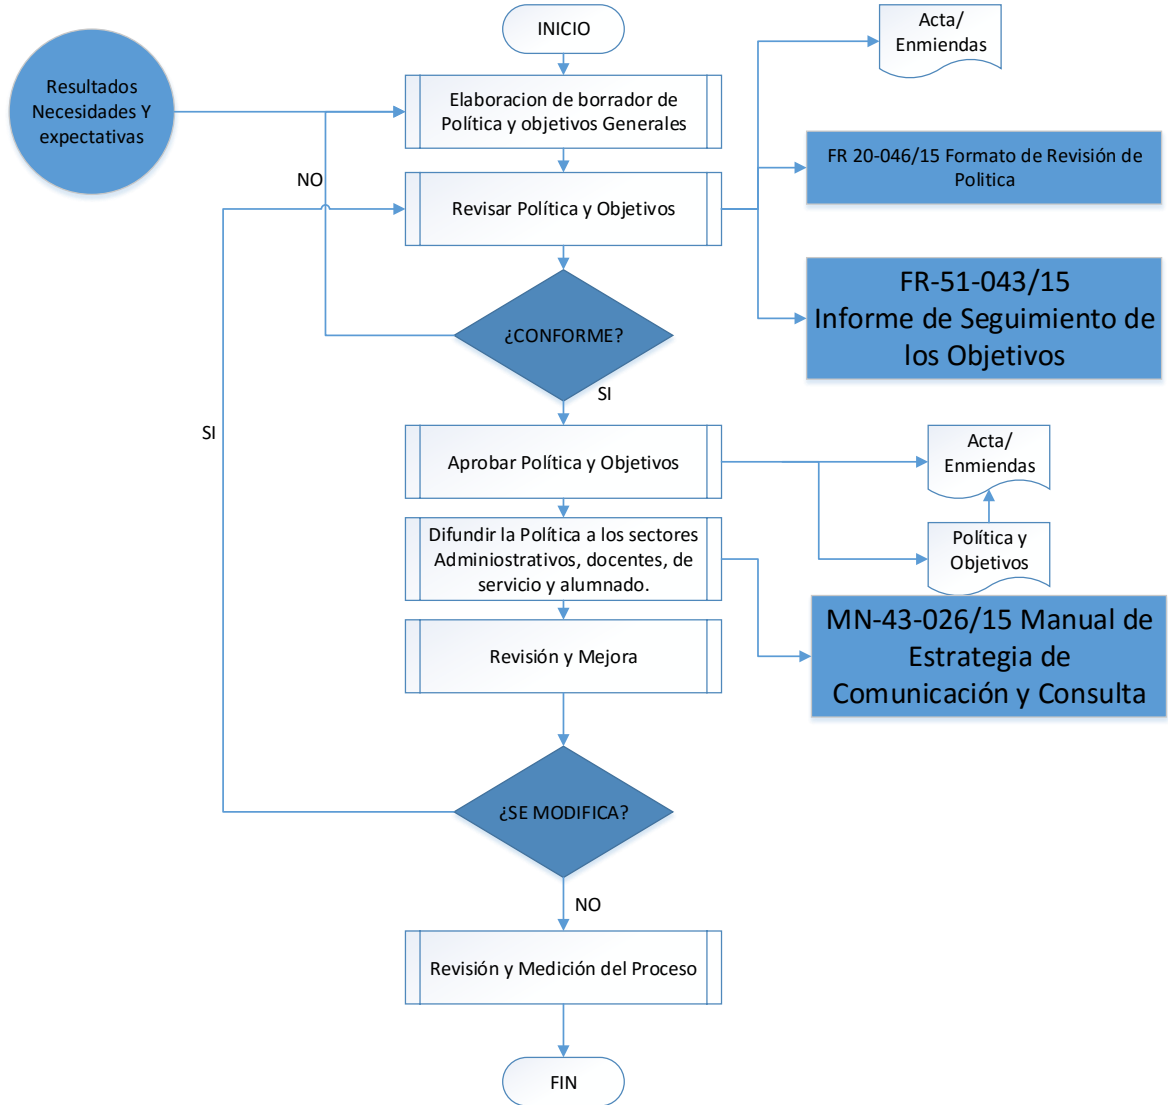 INICIO
Acta/
Enmiendas
Resultados
Necesidades Y
expectativas
Elaboracion de borrador de
Política y objetivos Generales
FR 20-046/15 Formato de Revisión de
Politica
NO
Revisar Política y Objetivos
FR-51-043/15
Informe de Seguimiento de
los Objetivos
¿CONFORME?
SI
SI
Aprobar Política y Objetivos
Acta/
Enmiendas
Difundir la Política a los sectores
Adminiostrativos, docentes, de
servicio y alumnado.
Política y
Objetivos
MN-43-026/15 Manual de
Estrategia de
Comunicación y Consulta
Revisión y Mejora
¿SE MODIFICA?
NO
Revisión y Medición del Proceso
FIN